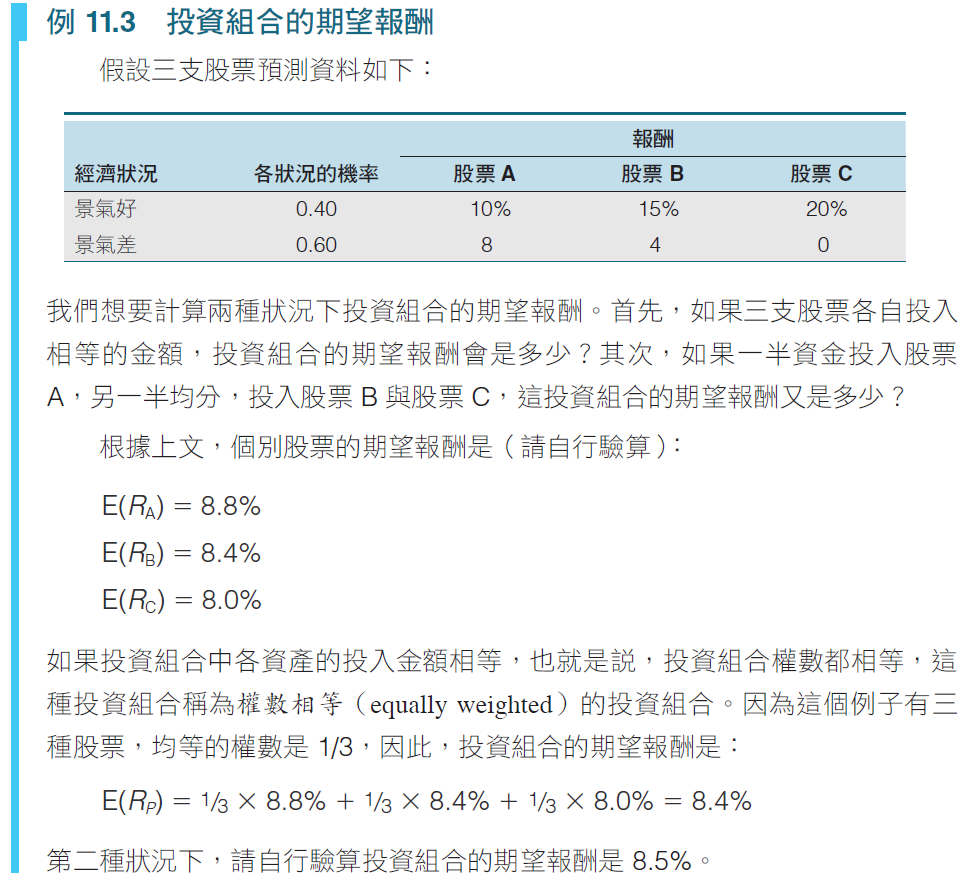 例 11.3 投資組合的期望報酬
假設三支股票預測資料如下：
報酬
經濟狀況 各狀況的機率 股票 A 股票 B 股票 C
景氣好 0.40 10% 15% 20%
景氣差 0.60 8 4 0
我們想要計算兩種狀況下投資組合的期望報酬。首先，如果三支股票各自投入
相等的金額，投資組合的期望報酬會是多少？其次，如果一半資金投入股票
A，另一半均分，投入股票 B 與股票 C，這投資組合的期望報酬又是多少？
根據上文，個別股票的期望報酬是（請自行驗算）：
E(RA) = 8.8%
E(RB) = 8.4%
E(RC) = 8.0%
如果投資組合中各資產的投入金額相等，也就是說，投資組合權數都相等，這
種投資組合稱為權數相等（equally weighted）的投資組合。因為這個例子有三
種股票，均等的權數是 1/3，因此，投資組合的期望報酬是：
E(RP) = 1/3 × 8.8% + 1/3 × 8.4% + 1/3 × 8.0% = 8.4%
第二種狀況下，請自行驗算投資組合的期望報酬是 8.5%。